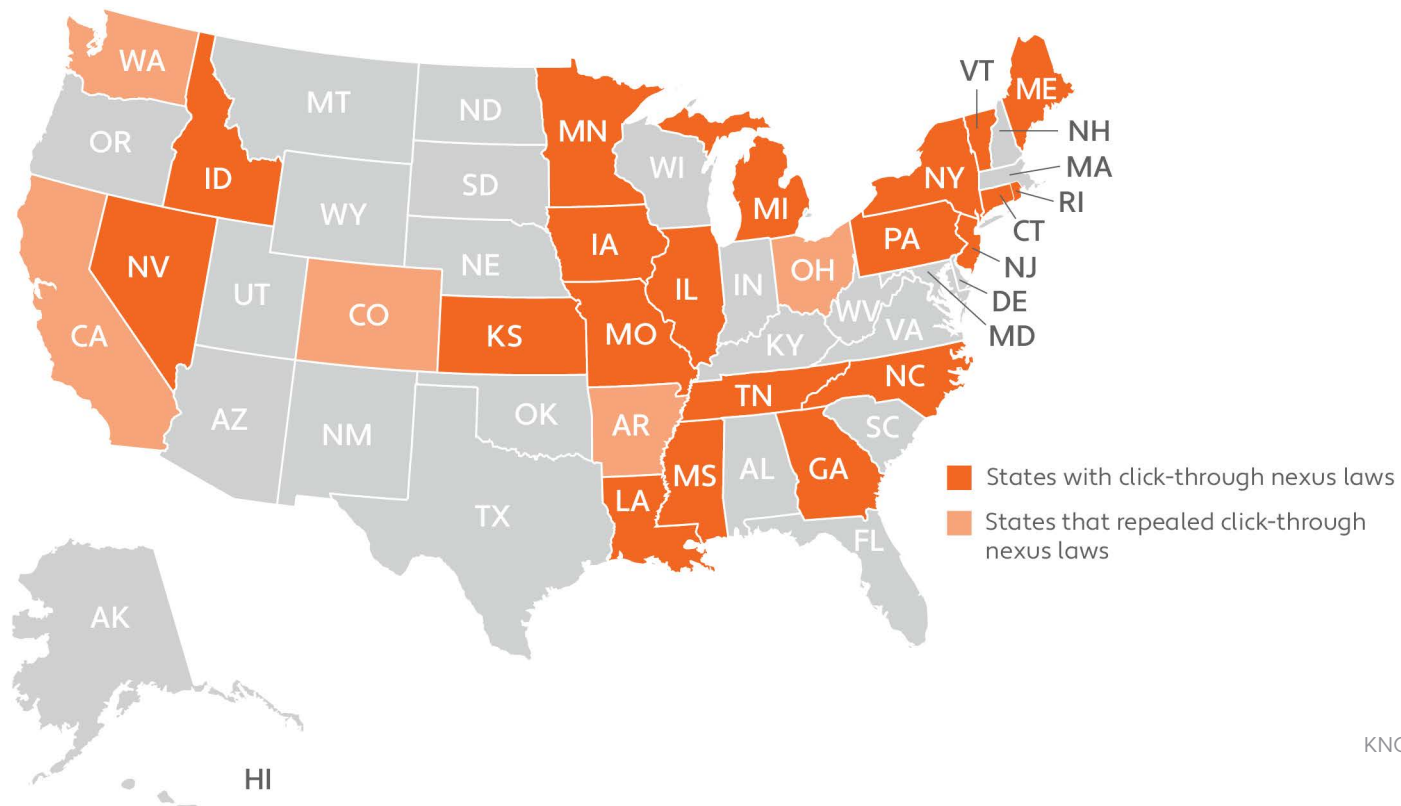 WA
MT
ND
MN
VT
ME
OR
ID
SD
WI
NH
MA
WY
MI
NY
RI
CT
NV
UT
NE
IA
PA
NJ
CO
IL
IN
OH
DE
CA
KS
MO
WV
VA
MD
KY
AZ
NM
OK
AR
TN
NC
SC
MS
AL
GA
TX
LA
FL
States with click-through nexus laws
States that repealed click-through
nexus laws
AK
HI